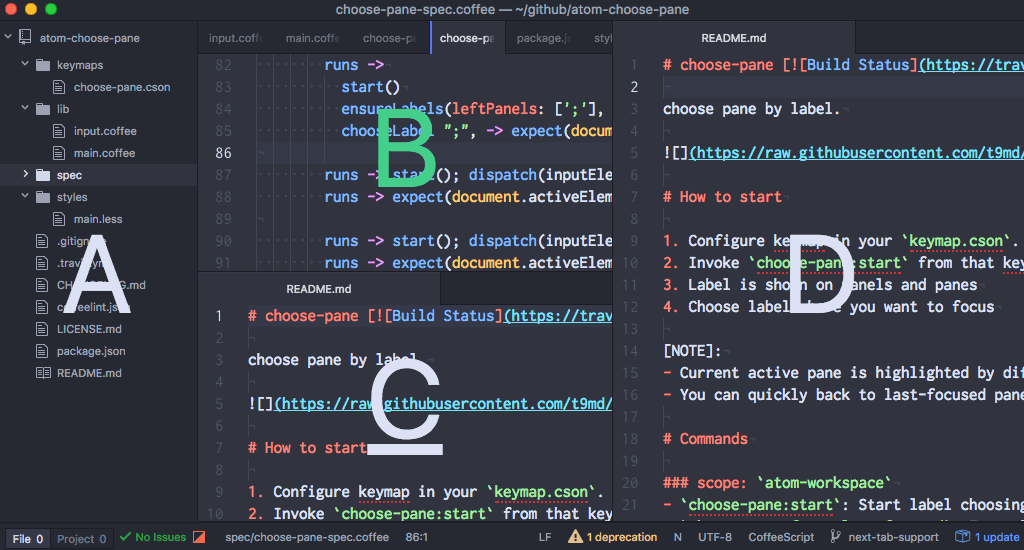 choose-pane-spec.coffee — ~/github/atom-choose-pane
atom-choose-pane
keymaps
choose-pane.cson
lib
input.coffee
main.coffee
spec
styles
main.less
LICENSE.md
package.json
README.md
A
input.coff main.coffe choose-pa choose-pa package.js styl
82 runs ->
83 start()
84 ensureLabels(leftPanels: [';'],
85 chooseLabel ";", -> expect(docum
86
87 runs -> start(); dispatch(inputEle
88 runs -> expect(document.activeElem
89
90 runs -> start(); dispatch(inputEle
91 runs -> expect(document.activeElem
B
README.md
1 # choose-pane [![Build Status](https://trav
2
3 choose pane by label.
4
5 ![](https://raw.githubusercontent.com/t9md/
6
7 # How to start
8
9 1. Configure keymap in your `keymap.cson`.
10 2. Invoke `choose-pane:start` from that key
C
README.md
1 # choose-pane [![Build Status](https://trav
2
3 choose pane by label.
4
5 ![](https://raw.githubusercontent.com/t9md/
6
7 # How to start
8
9 1. Configure keymap in your `keymap.cson`.
10 2. Invoke `choose-pane:start` from that key
11 3. Label is shown on panels and panes
12 4. Choose label you want to focus
13
14 [NOTE]:
15 - Current active pane is highlighted by dif
16 - You can quickly back to last-focused pane
17
18 # Commands
19
20 ### scope: `atom-workspace`
21 - `choose-pane:start`: Start label choosing
D
File 0 Project 0 No Issues spec/choose-pane-spec.coffee 86:1 LF 1 deprecation N UTF-8 CoffeeScript next-tab-support 1 update